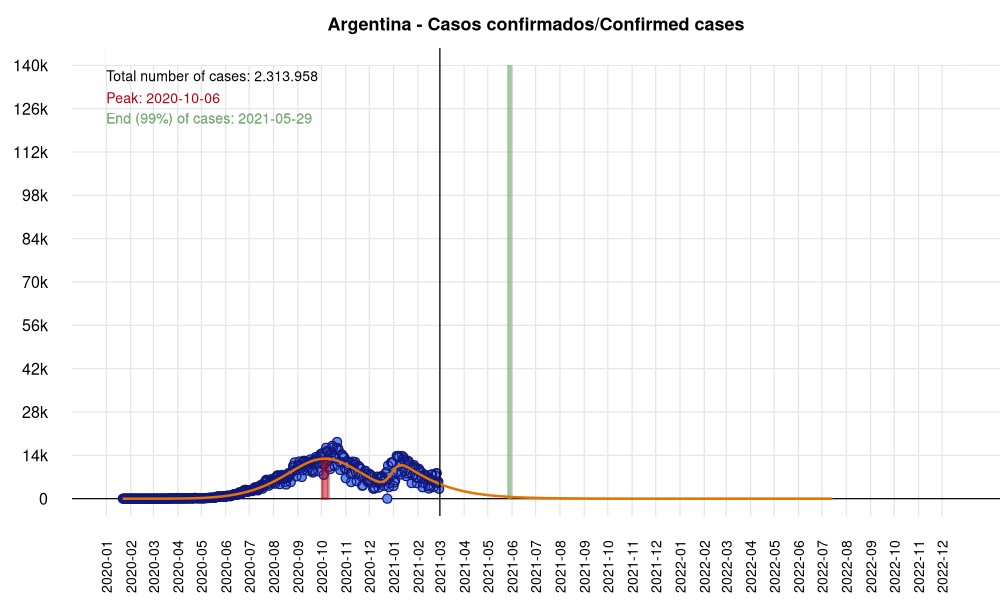 Argentina - Casos confirmados/Confirmed cases
Total number of cases: 2.313.958
Peak: 2020-10-06
End (99%) of cases: 2021-05-29
140k
126k
112k
98k
84k
70k
56k
42k
28k
14k
0
2020-01
2020-02
2020-03
2020-04
2020-05
2020-06
2020-07
2020-08
2020-09
2020-10
2020-11
2020-12
2021-01
2021-02
2021-03
2021-04
2021-05
2021-06
2021-07
2021-08
2021-09
2021-10
2021-11
2021-12
2022-01
2022-02
2022-03
2022-04
2022-05
2022-06
2022-07
2022-08
2022-09
2022-10
2022-11
2022-12